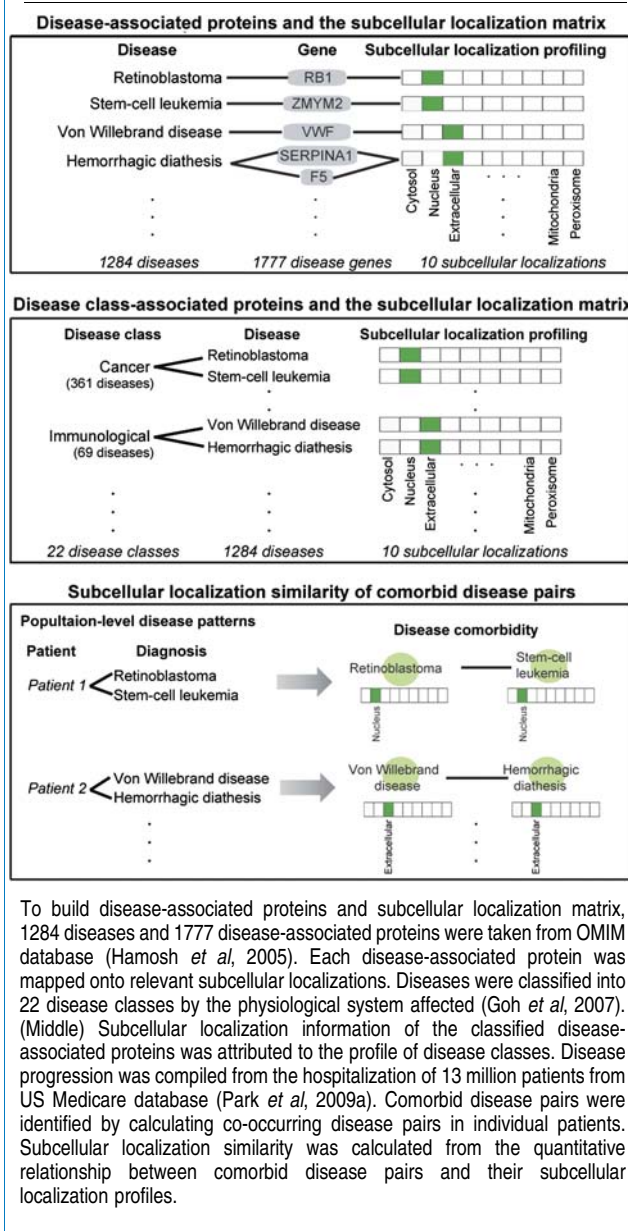 Disease-associated proteins and the subcellular localization matrix
Disease Gene Subcellular localization profiling
Retinoblastoma RB1
Stem-cell leukemia ZMYM2
Von Willebrand disease VWF
Hemorrhagic diathesis SERPINA1
F5
Cytosol
Nucleus
Extracellular
. . .
Mitochondria
Peroxisome
1284 diseases 1777 disease genes 10 subcellular localizations
Disease class-associated proteins and the subcellular localization matrix
Disease class Disease Subcellular localization profiling
Cancer
(361 diseases)
Retinoblastoma
Stem-cell leukemia
Immunological
(69 diseases)
Von Willebrand disease
Hemorrhagic diathesis
Cytosol
Nucleus
Extracellular
. . .
Mitochondria
Peroxisome
22 disease classes 1284 diseases 10 subcellular localizations
Subcellular localization similarity of comorbid disease pairs
Popultaion-level disease patterns
Disease comorbidity
Patient Diagnosis
Patient 1
Retinoblastoma
Stem-cell leukemia
Retinoblastoma
Stem-cell
leukemia
Nucleus
Nucleus
Patient 2
Von Willebrand disease
Hemorrhagic diathesis
Von Willebrand
disease
Hemorrhagic
diathesis
Extracellular
Extracellular
To build disease-associated proteins and subcellular localization matrix,
1284 diseases and 1777 disease-associated proteins were taken from OMIM
database (Hamosh et al, 2005). Each disease-associated protein was
mapped onto relevant subcellular localizations. Diseases were classified into
22 disease classes by the physiological system affected (Goh et al, 2007).
(Middle) Subcellular localization information of the classified disease-
associated proteins was attributed to the profile of disease classes. Disease
progression was compiled from the hospitalization of 13 million patients from
US Medicare database (Park et al, 2009a). Comorbid disease pairs were
identified by calculating co-occurring disease pairs in individual patients.
Subcellular localization similarity was calculated from the quantitative
relationship between comorbid disease pairs and their subcellular
localization profiles.